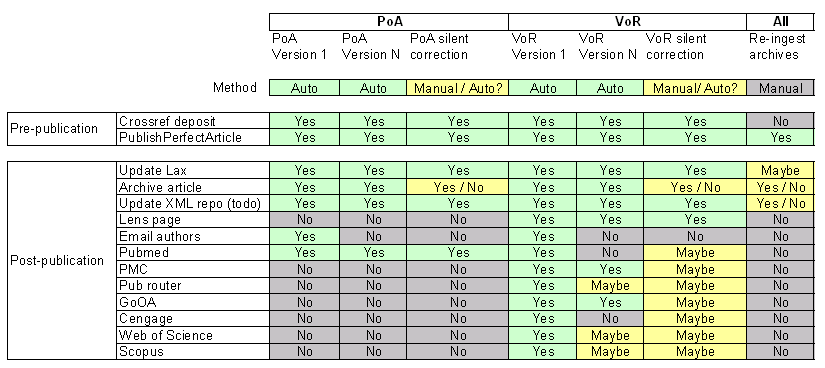 PoA VoR All
PoA Version 1 PoA Version N PoA silent correction VoR Version 1 VoR Version N VoR silent correction Re-ingest archives
Method Auto Auto Manual / Auto? Auto Auto Manual/ Auto? Manual
Pre-publication
Crossref deposit Yes Yes Yes Yes Yes Yes No
PublishPerfectArticle Yes Yes Yes Yes Yes Yes Yes
Post-publication
Update Lax Yes Yes Yes Yes Yes Yes Maybe
Archive article Yes Yes Yes / No Yes Yes Yes / No Yes / No
Update XML repo (todo) Yes Yes Yes Yes Yes Yes Yes / No
Lens page No No No Yes Yes Yes No
Email authors Yes No No Yes No No No
Pubmed Yes Yes Yes Yes No Maybe No
PMC No No No Yes Yes Maybe No
Pub router No No No Yes Maybe Maybe No
GoOA No No No Yes Yes Maybe No
Cengage No No No Yes No Maybe No
Web of Science No No No Yes Maybe Maybe No
Scopus No No No Yes Maybe Maybe No